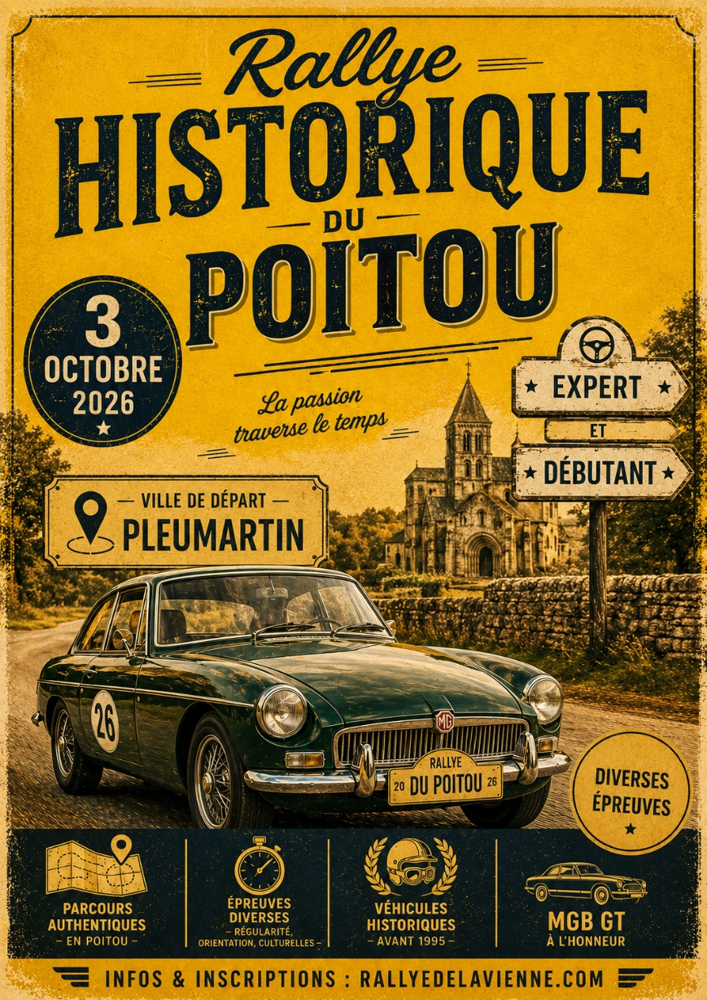 Rallye
HISTORIQUE
DU
POITOU
3
OCTOBRE
2026
La passion
traverse le temps
EXPERT
ET
DÉBUTANT
VILLE DE DÉPART
PLEUMARTIN
26
MG
RALLYE
20 DU POITOU 26
DIVERSES
ÉPREUVES
PARCOURS
AUTHENTIQUES
- EN POITOU -
ÉPREUVES
DIVERSES
- RÉGULARITÉ,
ORIENTATION, CULTURELLES -
VÉHICULES
HISTORIQUES
- AVANT 1995 -
MGB GT
À L'HONNEUR
INFOS & INSCRIPTIONS : RALLYEDELAVIENNE.COM